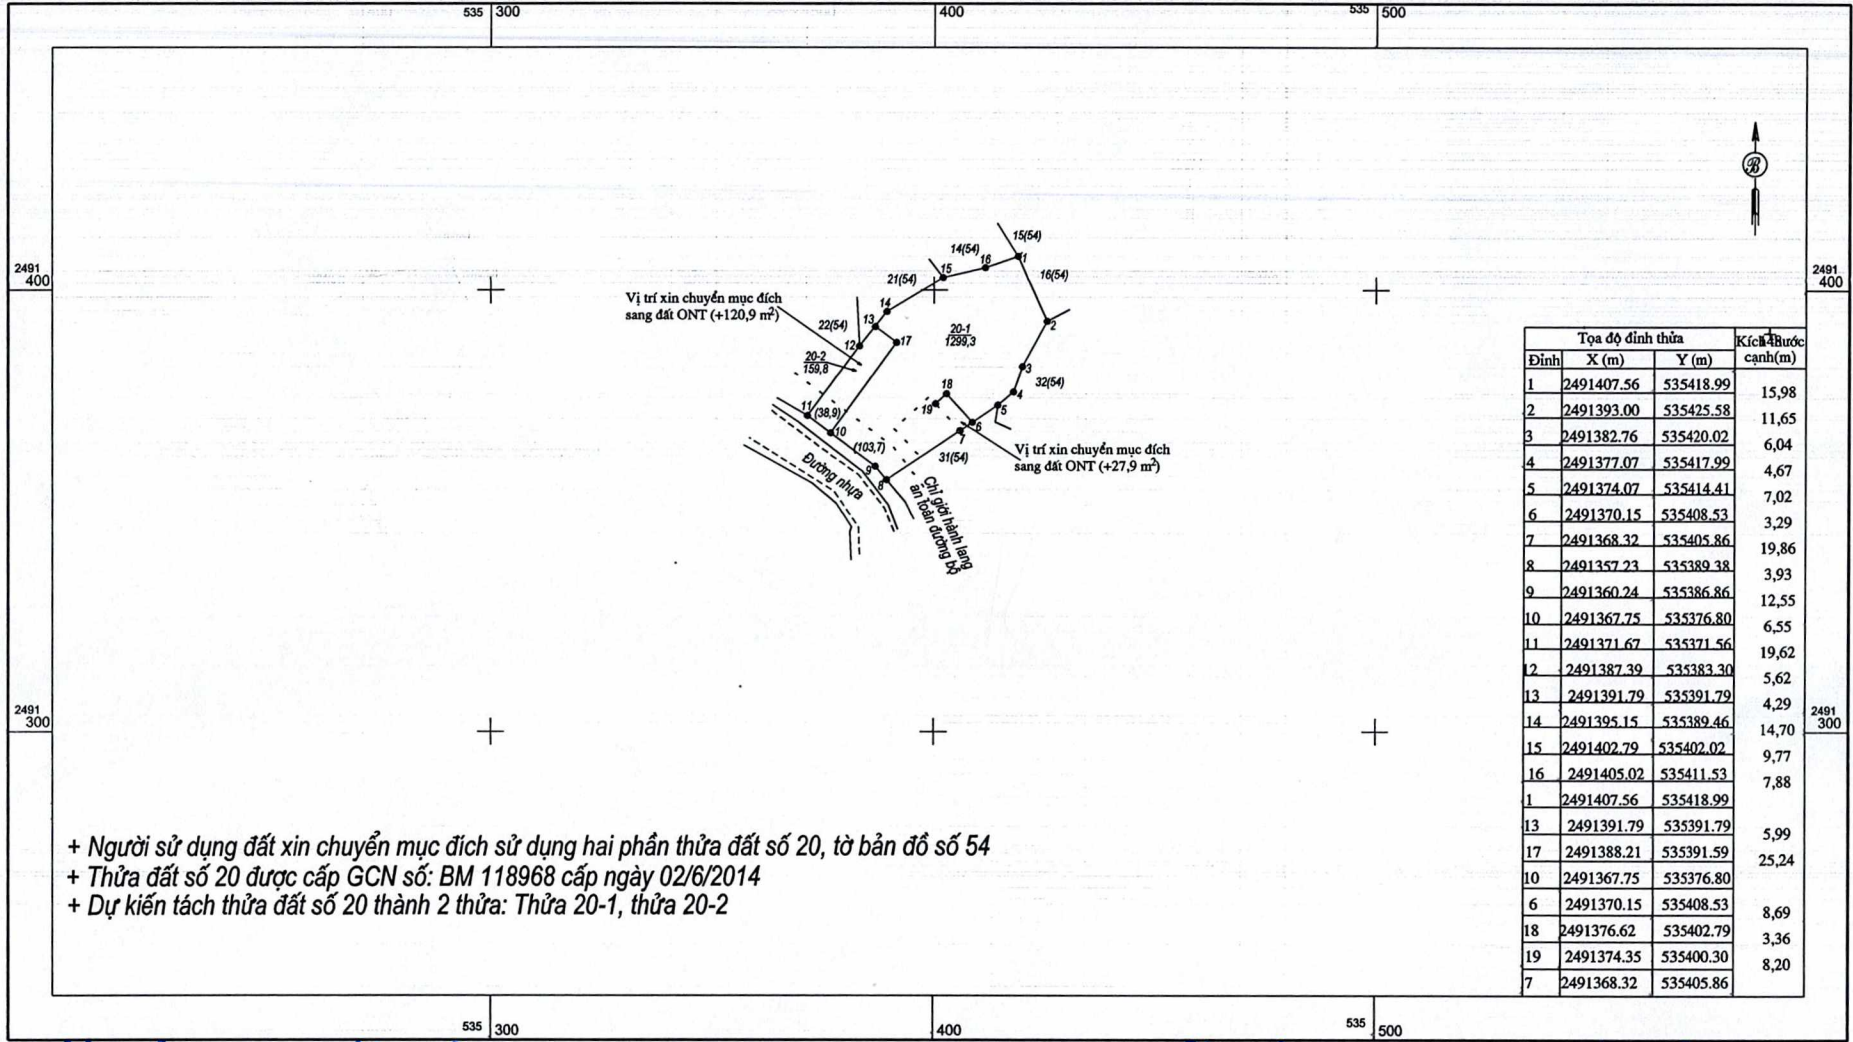 535 300
400
535 500
B
15(54)
14(54)
16
1
15
16(54)
2491
400
2491
400
21(54)
Vị trí xin chuyển mục đích
sang đất ONT (+120,9 m²)
14
13
22(54)
2
20-1
1299,3
12
17
20-2
159,8
3
18
32(54)
4
11
(38,9)
19
5
10
6
7
(103,7)
31(54)
Vị trí xin chuyển mục đích
sang đất ONT (+27,9 m²)
9
8
Đường nhựa
Chỉ giới hành lang
an toàn đường bộ
Tọa độ đỉnh thửa Kích thước
Đỉnh X (m) Y (m) cạnh(m)
1 2491407.56 535418.99
15,98
2 2491393.00 535425.58
11,65
3 2491382.76 535420.02
6,04
4 2491377.07 535417.99
4,67
5 2491374.07 535414.41
7,02
6 2491370.15 535408.53
3,29
7 2491368.32 535405.86
19,86
8 2491357.23 535389.38
3,93
9 2491360.24 535386.86
12,55
10 2491367.75 535376.80
6,55
11 2491371.67 535371.56
19,62
12 2491387.39 535383.30
5,62
13 2491391.79 535391.79
4,29
14 2491395.15 535389.46
14,70
15 2491402.79 535402.02
9,77
16 2491405.02 535411.53
7,88
1 2491407.56 535418.99
13 2491391.79 535391.79
5,99
17 2491388.21 535391.59
25,24
10 2491367.75 535376.80
6 2491370.15 535408.53
8,69
18 2491376.62 535402.79
3,36
19 2491374.35 535400.30
8,20
7 2491368.32 535405.86
2491
300
2491
300
+ Người sử dụng đất xin chuyển mục đích sử dụng hai phần thửa đất số 20, tờ bản đồ số 54
+ Thửa đất số 20 được cấp GCN số: BM 118968 cấp ngày 02/6/2014
+ Dự kiến tách thửa đất số 20 thành 2 thửa: Thửa 20-1, thửa 20-2
535 300
400
535 500